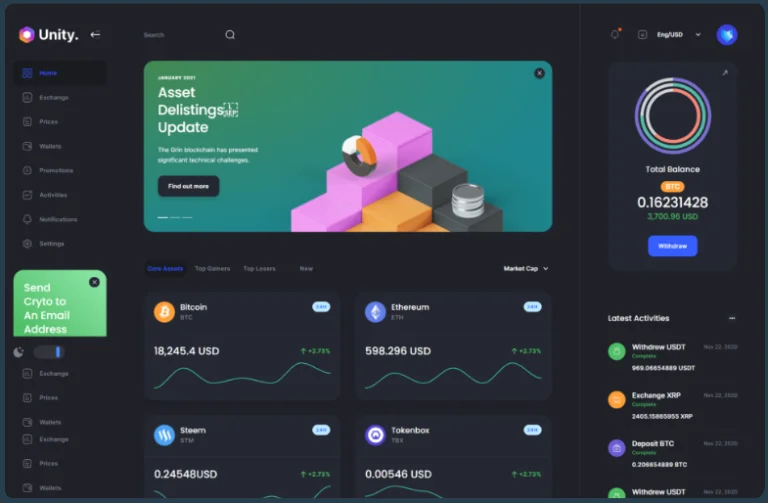 Unity.
Search
Eng/USD
Home
Exchange
Prices
Wallets
Promotions
Activities
Notifications
Settings
Send
Cryto to
An Email
Address
Exchange
Prices
Wallets
Exchange
Prices
Wallets
JANUARY 2021
Asset
Delistings
Update
The Grin blockchain has presented
significant technical challenges.
Find out more
Core Assets
Top Gainers
Top Losers
New
Market Cap
Bitcoin
BTC
24H
18,245.4 USD
+2.73%
Ethereum
ETH
24H
598.296 USD
+2.73%
Steem
STM
24H
0.24548USD
+2.73%
Tokenbox
TBX
24H
0.00546 USD
+2.73%
Total Balance
BTC
0.16231428
3,700.96 USD
Withdraw
Latest Activities
Withdrew USDT
Nov 22, 2020
Complete
969.06654889 USDT
Exchange XRP
Nov 22, 2020
Complete
2405.15865955 XRP
Deposit BTC
Nov 22, 2020
Complete
0.206854889 BTC
Withdrew USDT
Nov 22, 2020